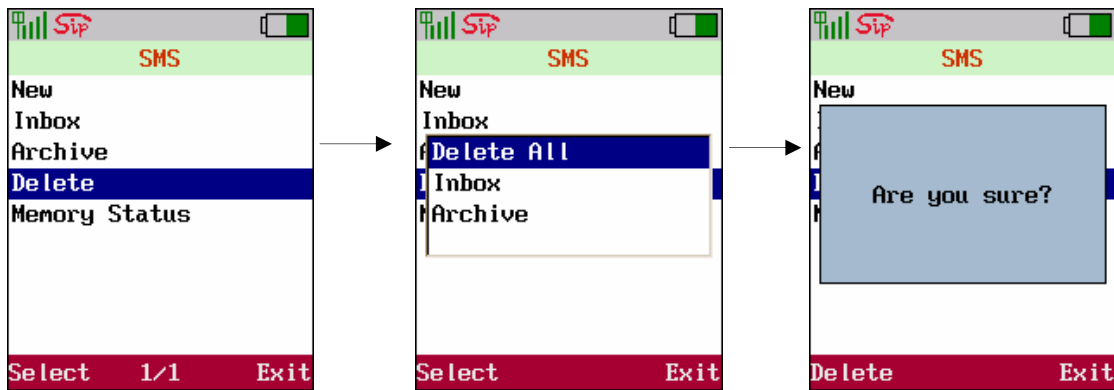 Sip
SMS
New
Inbox
Archive
Delete
Memory Status
Select 1/1 Exit
Sip
SMS
New
Inbox
Delete All
Inbox
Archive
Select Exit
Sip
SMS
New
Are you sure?
Delete Exit